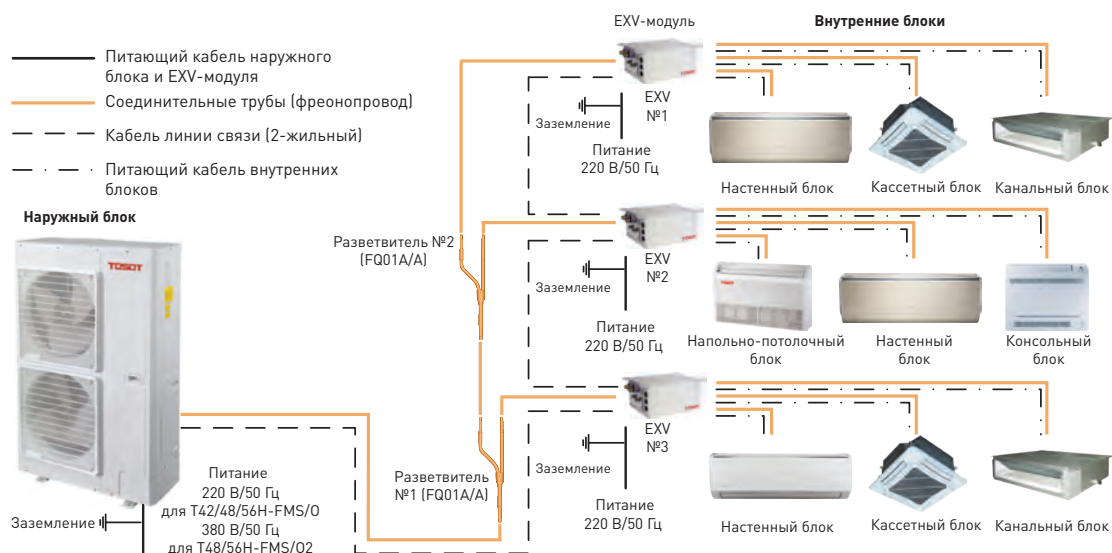 Питающий кабель наружного
блока и EXV-модуля
Соединительные трубы (фреонопровод)
Кабель линии связи (2-жильный)
Питающий кабель внутренних
блоков
Наружный блок
TOSOT
Заземление
Питание
220 В/50 Гц
для T42/48/56H-FMS/O
380 В/50 Гц
для T48/56H-FMS/O2
Разветвитель №2
(FQ01A/A)
Разветвитель
№1 (FQ01A/A)
EXV-модуль
Внутренние блоки
TOSOT
EXV
№1
Заземление
Питание
220 В/50 Гц
Настенный блок
Кассетный блок
Канальный блок
TOSOT
EXV
№2
Заземление
Питание
220 В/50 Гц
TOSOT
Напольно-потолочный
блок
Настенный
блок
Консольный
блок
TOSOT
EXV
№3
Заземление
Питание
220 В/50 Гц
Настенный блок
Кассетный блок
Канальный блок